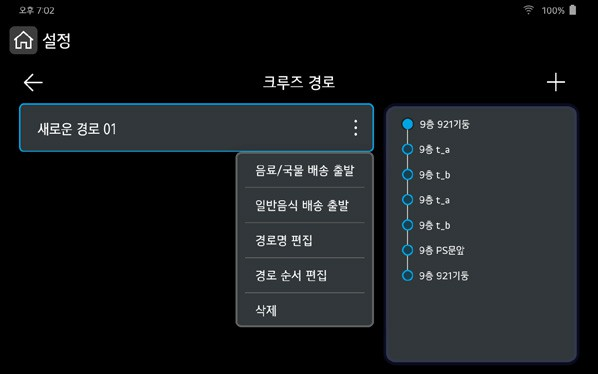 오후 7:02
100%
설정
크루즈 경로
새로운 경로 01
음료/국물 배송 출발
일반음식 배송 출발
경로명 편집
경로 순서 편집
삭제
9층 921기둥
9층 t_a
9층 t_b
9층 t_a
9층 t_b
9층 PS문앞
9층 921기둥